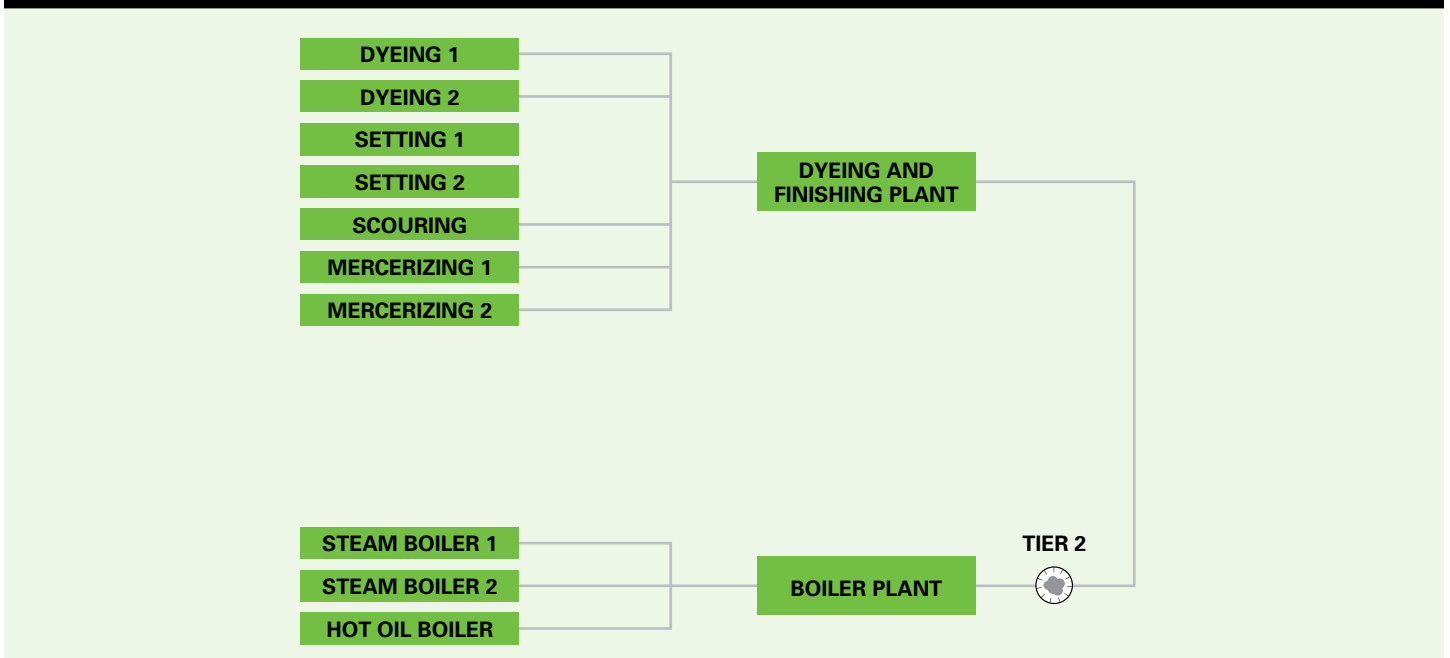 DYEING 1
DYEING 2
SETTING 1
SETTING 2
SCOURING
MERCERIZING 1
MERCERIZING 2
DYEING AND
FINISHING PLANT
STEAM BOILER 1
STEAM BOILER 2
HOT OIL BOILER
BOILER PLANT
TIER 2